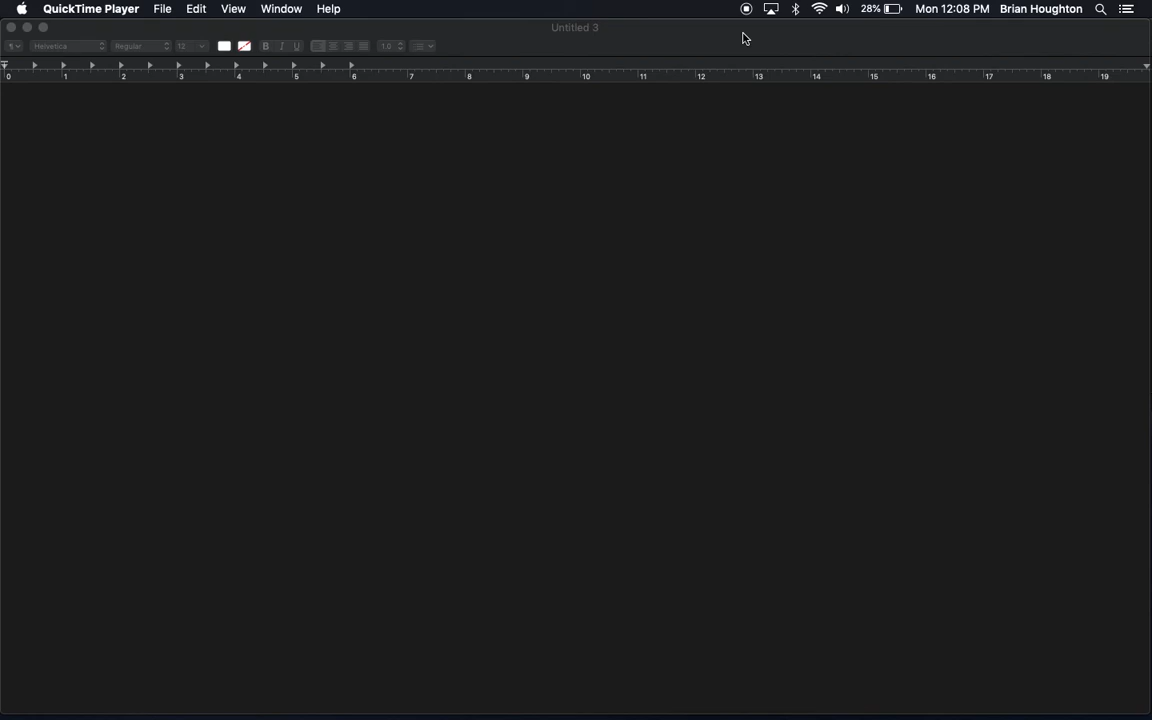 QuickTime Player File Edit View Window Help 28% Mon 12:08 PM Brian Houghton
Untitled 3
¶ Helvetica Regular 12 B I U 1.0
0 1 2 3 4 5 6 7 8 9 10 11 12 13 14 15 16 17 18 19